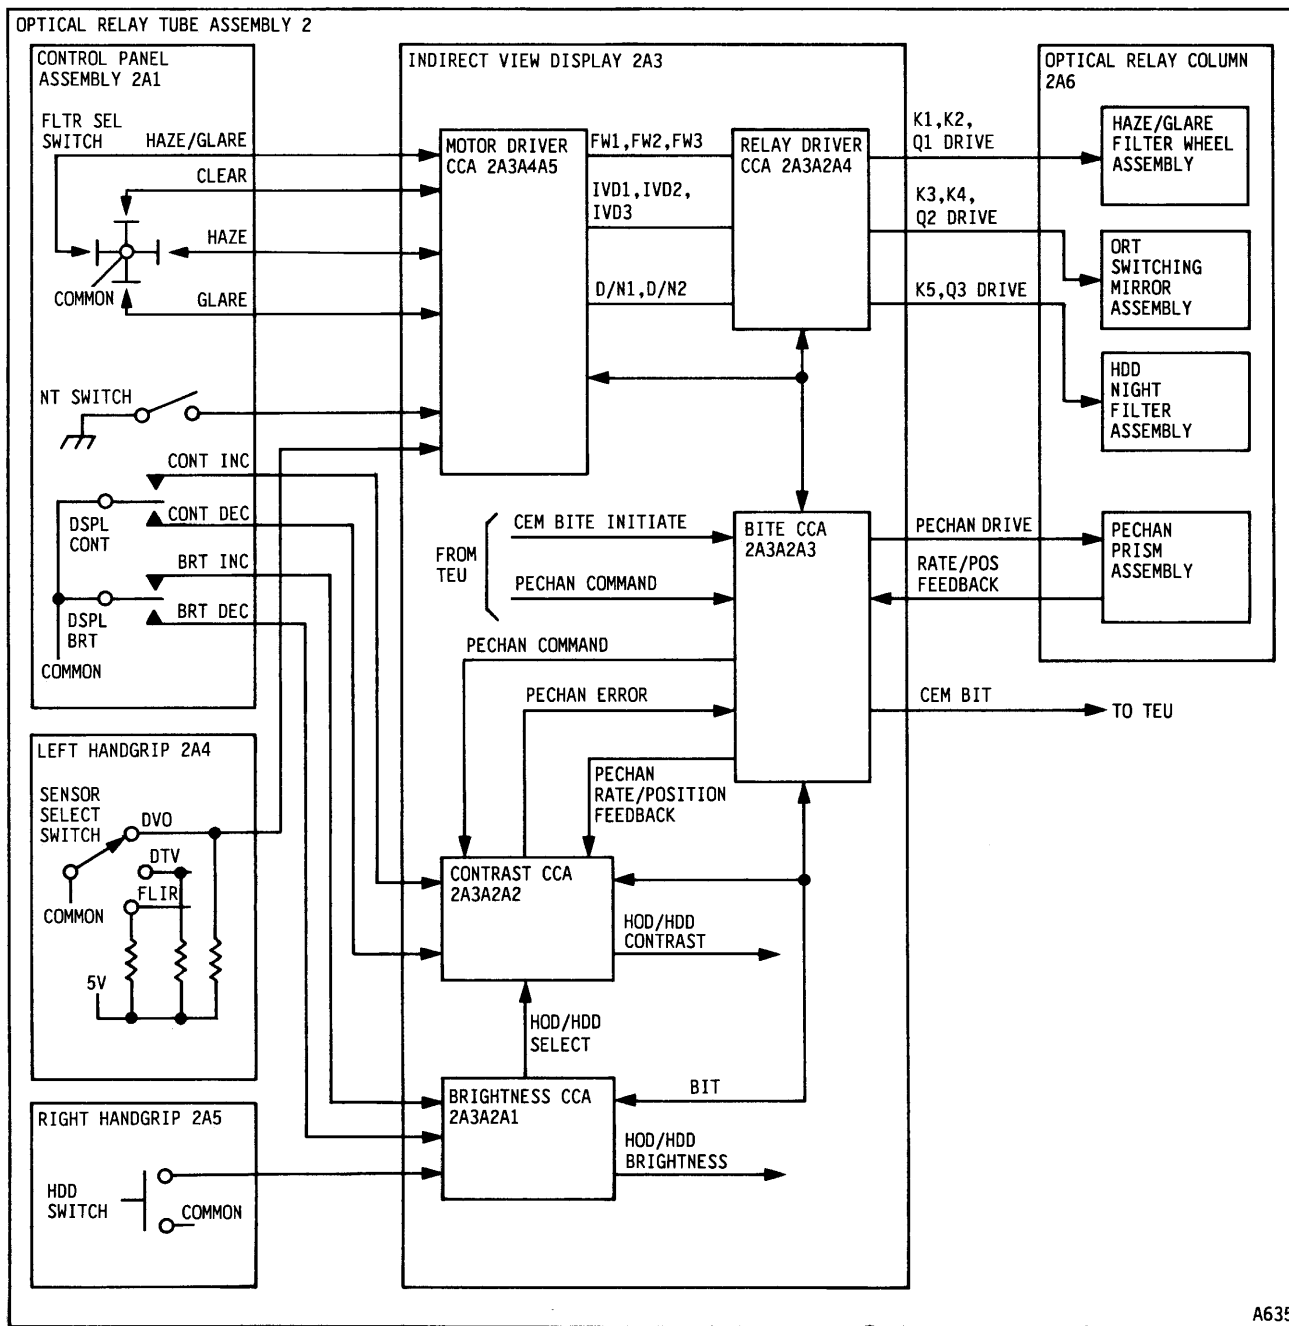 OPTICAL RELAY TUBE ASSEMBLY 2
CONTROL PANEL
ASSEMBLY 2A1
FLTR SEL
SWITCH
HAZE/GLARE
CLEAR
HAZE
COMMON
GLARE
NT SWITCH
CONT INC
CONT DEC
DSPL
CONT
BRT INC
BRT DEC
DSPL
BRT
COMMON
LEFT HANDGRIP 2A4
SENSOR
SELECT
SWITCH
DVO
DTV
FLIR
COMMON
5V
RIGHT HANDGRIP 2A5
HDD
SWITCH
COMMON
INDIRECT VIEW DISPLAY 2A3
MOTOR DRIVER
CCA 2A3A4A5
FW1,FW2,FW3
IVD1,IVD2,
IVD3
D/N1,D/N2
RELAY DRIVER
CCA 2A3A2A4
FROM
TEU
CEM BITE INITIATE
PECHAN COMMAND
BITE CCA
2A3A2A3
PECHAN COMMAND
PECHAN ERROR
PECHAN
RATE/POSITION
FEEDBACK
CONTRAST CCA
2A3A2A2
HOD/HDD
CONTRAST
HOD/HDD
SELECT
BRIGHTNESS CCA
2A3A2A1
BIT
HOD/HDD
BRIGHTNESS
K1,K2,
Q1 DRIVE
K3,K4,
Q2 DRIVE
K5,Q3 DRIVE
PECHAN DRIVE
RATE/POS
FEEDBACK
CEM BIT
TO TEU
OPTICAL RELAY COLUMN
2A6
HAZE/GLARE
FILTER WHEEL
ASSEMBLY
ORT
SWITCHING
MIRROR
ASSEMBLY
HDD
NIGHT
FILTER
ASSEMBLY
PECHAN
PRISM
ASSEMBLY
A635